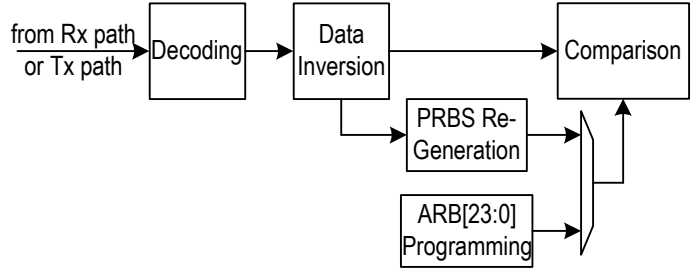 from Rx path
or Tx path
Decoding
Data
Inversion
Comparison
PRBS Re-
Generation
ARB[23:0]
Programming